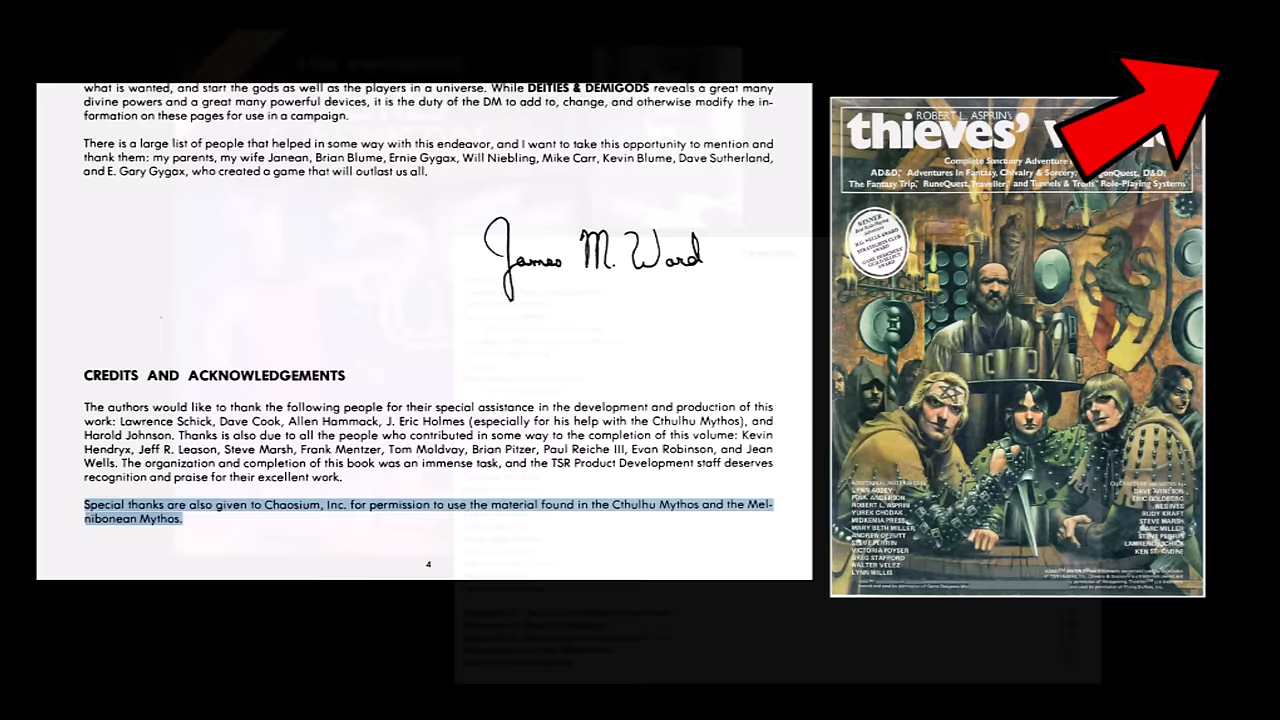 what is wanted, and start the gods as well as the players in a universe. While DEITIES & DEMIGODS reveals a great many
divine powers and a great many powerful devices, it is the duty of the DM to add to, change, and otherwise modify the in-
formation on these pages for use in a campaign.
There is a large list of people that helped in some way with this endeavor, and I want to take this opportunity to mention and
thank them: my parents, my wife Janean, Brian Blume, Ernie Gygax, Will Niebling, Mike Carr, Kevin Blume, Dave Sutherland,
and E. Gary Gygax, who created a game that will outlast us all.
James M. Ward
CREDITS AND ACKNOWLEDGEMENTS
The authors would like to thank the following people for their special assistance in the development and production of this
work: Lawrence Schick, Dave Cook, Allen Hammack, J. Eric Holmes (especially for his help with the Cthulhu Mythos), and
Harold Johnson. Thanks is also due to all the people who contributed in some way to the completion of this volume: Kevin
Hendryx, Jeff R. Leason, Steve Marsh, Frank Mentzer, Tom Moldvay, Brian Pitzer, Paul Reiche III, Evan Robinson, and Jean
Wells. The organization and completion of this book was an immense task, and the TSR Product Development staff deserves
recognition and praise for their excellent work.
Special thanks are also given to Chaosium, Inc. for permission to use the material found in the Cthulhu Mythos and the Mel-
nibonean Mythos.
4
ROBERT L. ASPRIN'S
thieves'
Complete Sanctuary Adventure
AD&D, Adventures In Fantasy, Chivalry & Sorcery, D&D,
The Fantasy Trip, RuneQuest, Traveller, and Tunnels & Trolls Role-Playing Systems
WINNER
Best Role-Playing
Adventure
H.G. WELLS AWARD
STRATEGISTS CLUB
AWARD
LYNN ABBEY
POUL ANDERSON
ROBERT L. ASPRIN
YUREK CHODAK
MIDKEMIA PRESS
MARY BETH MILLER
ANDREW OFFUTT
STEVE PERRIN
VICTORIA POYSER
GREG STAFFORD
WALTER VELEZ
LYNN WILLIS
DAVE ARNESON
ERIC GOLDBERG
WES IVES
RUDY KRAFT
STEVE MARSH
MARC MILLER
STEVE PERRIN
LAWRENCE SCHICK
KEN ST. ANDRE